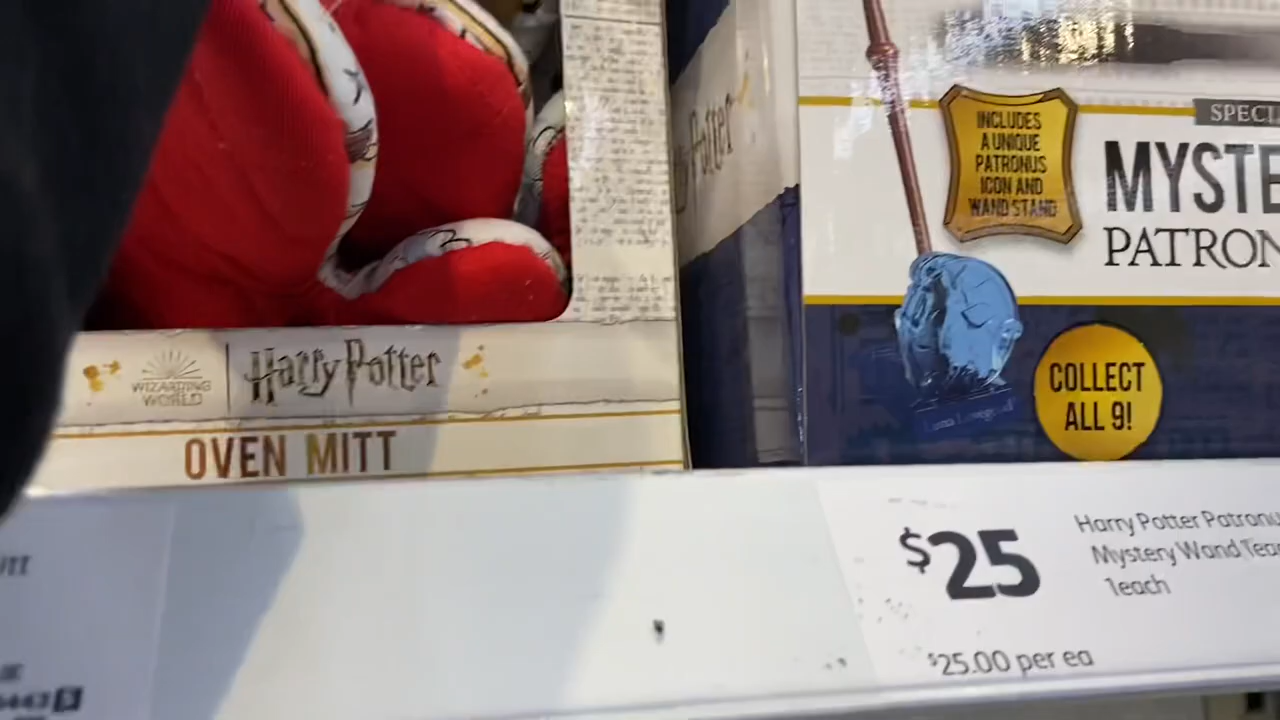 WIZARDING
WORLD
Harry Potter
OVEN MITT
Potter
INCLUDES
A UNIQUE
PATRONUS
ICON AND
WAND STAND
SPECI
MYSTE
PATRON
COLLECT
ALL 9!
$25
Harry Potter Patronu
Mystery Wand Tea
1each
$25.00 per ea